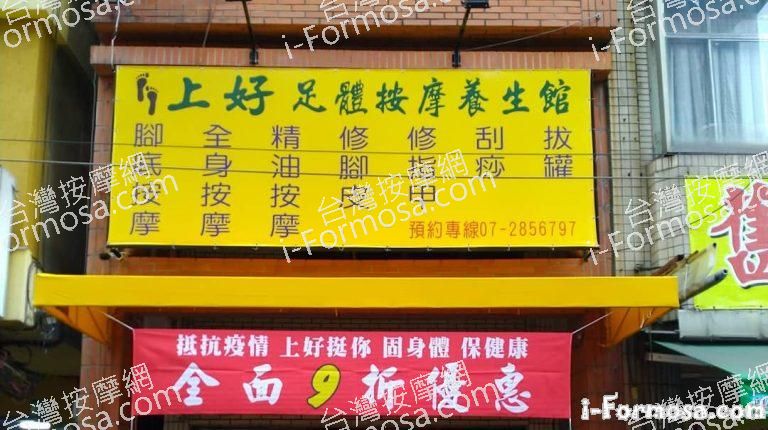 上好 足體按摩養生館
腳底按摩
全身按摩
精油按摩
修腳皮
修指甲
刮痧
拔罐
預約專線07-2856797
抵抗疫情 上好挺你 固身體 保健康
全面9折優惠
舊
台灣按摩網
i-Formosa.com